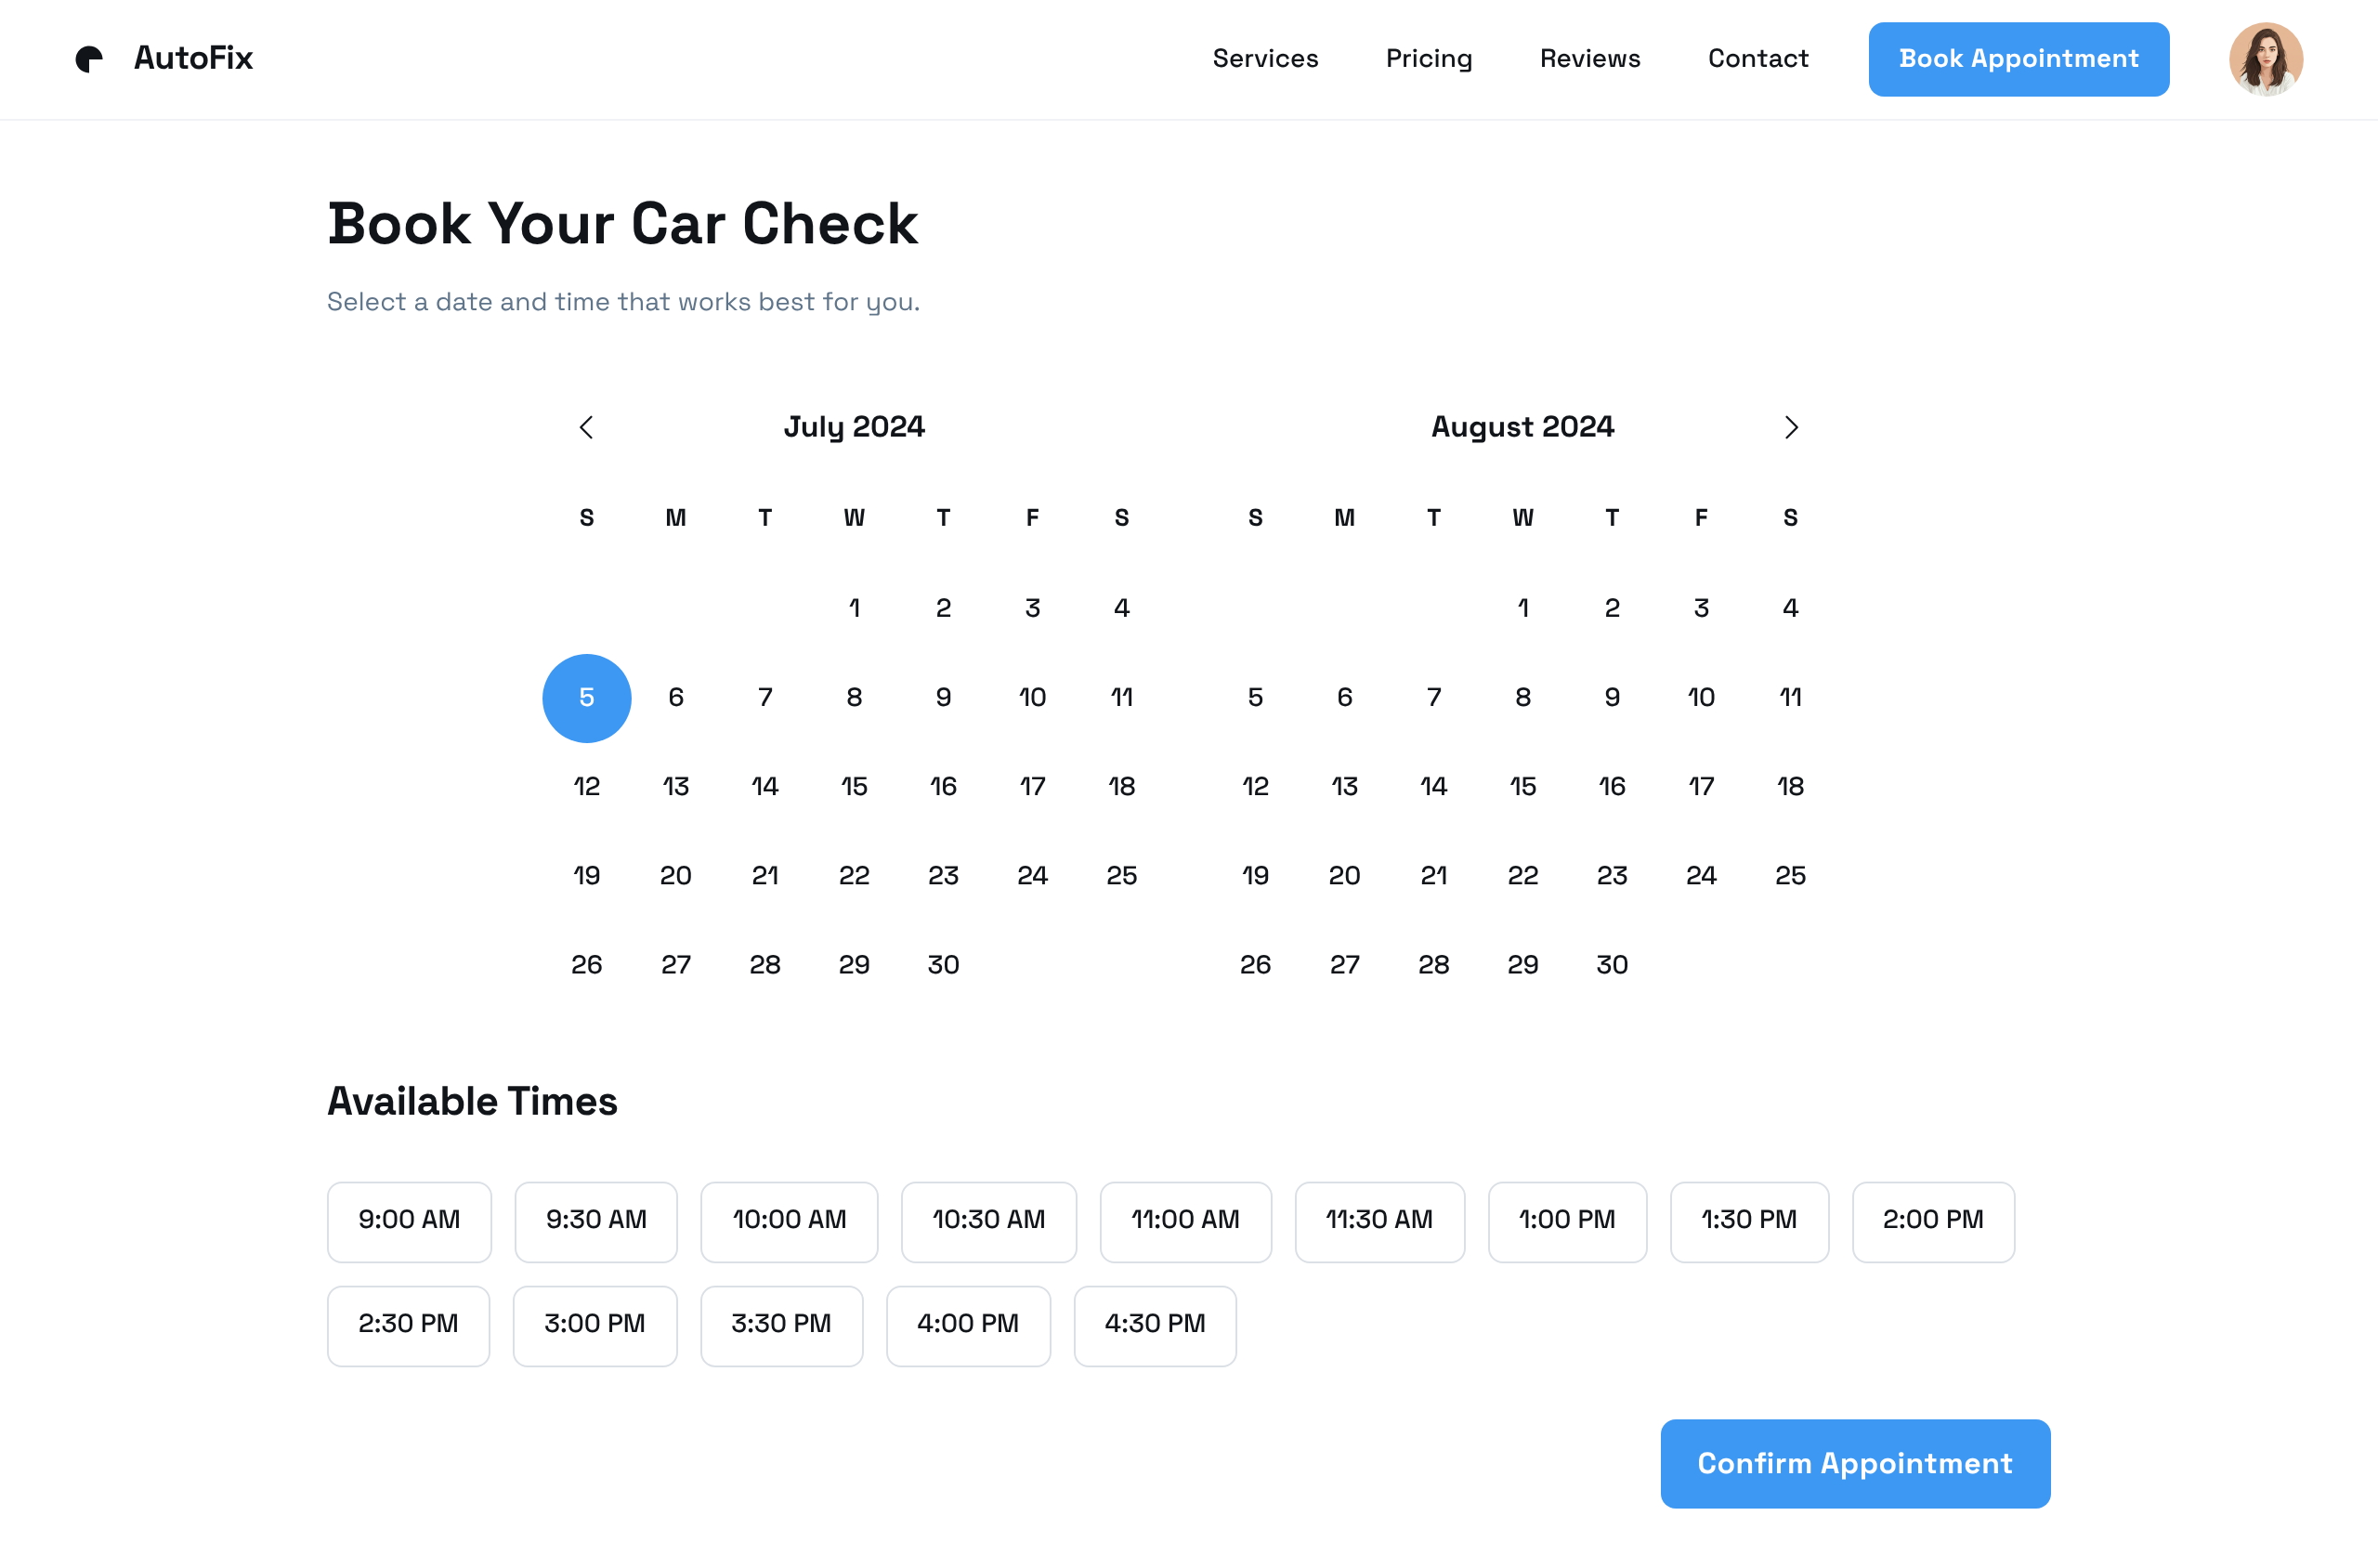 AutoFix
Services Pricing Reviews Contact Book Appointment
Book Your Car Check
Select a date and time that works best for you.
July 2024
S M T W T F S
1 2 3 4
5 6 7 8 9 10 11
12 13 14 15 16 17 18
19 20 21 22 23 24 25
26 27 28 29 30
August 2024
S M T W T F S
1 2 3 4
5 6 7 8 9 10 11
12 13 14 15 16 17 18
19 20 21 22 23 24 25
26 27 28 29 30
Available Times
9:00 AM 9:30 AM 10:00 AM 10:30 AM 11:00 AM 11:30 AM 1:00 PM 1:30 PM 2:00 PM
2:30 PM 3:00 PM 3:30 PM 4:00 PM 4:30 PM
Confirm Appointment